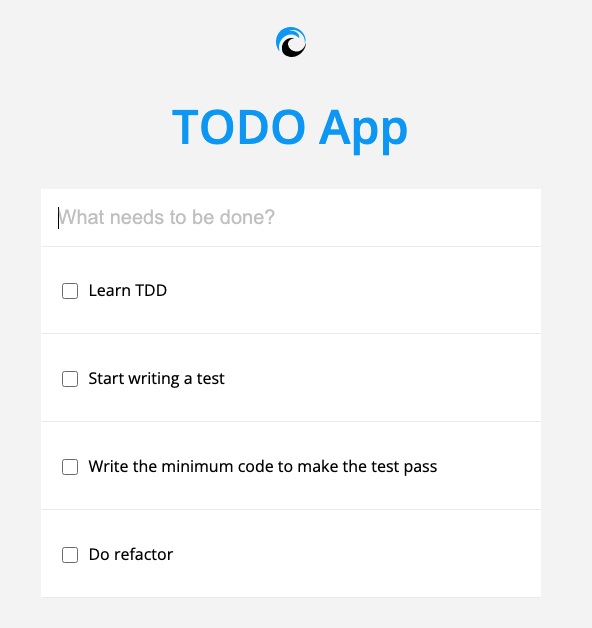 TODO App
What needs to be done?
Learn TDD
Start writing a test
Write the minimum code to make the test pass
Do refactor